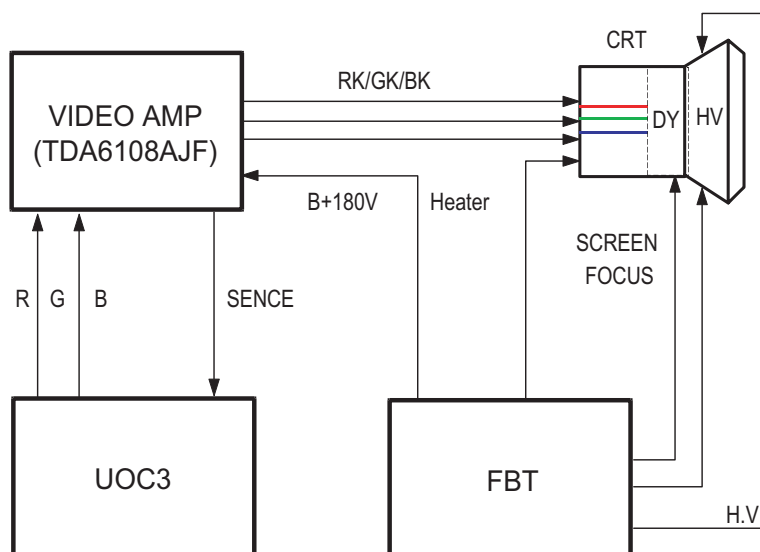 CRT
RK/GK/BK
VIDEO AMP
(TDA6108AJF)
DY
HV
B+180V
Heater
SCREEN
FOCUS
R
G
B
SENCE
UOC3
FBT
H.V